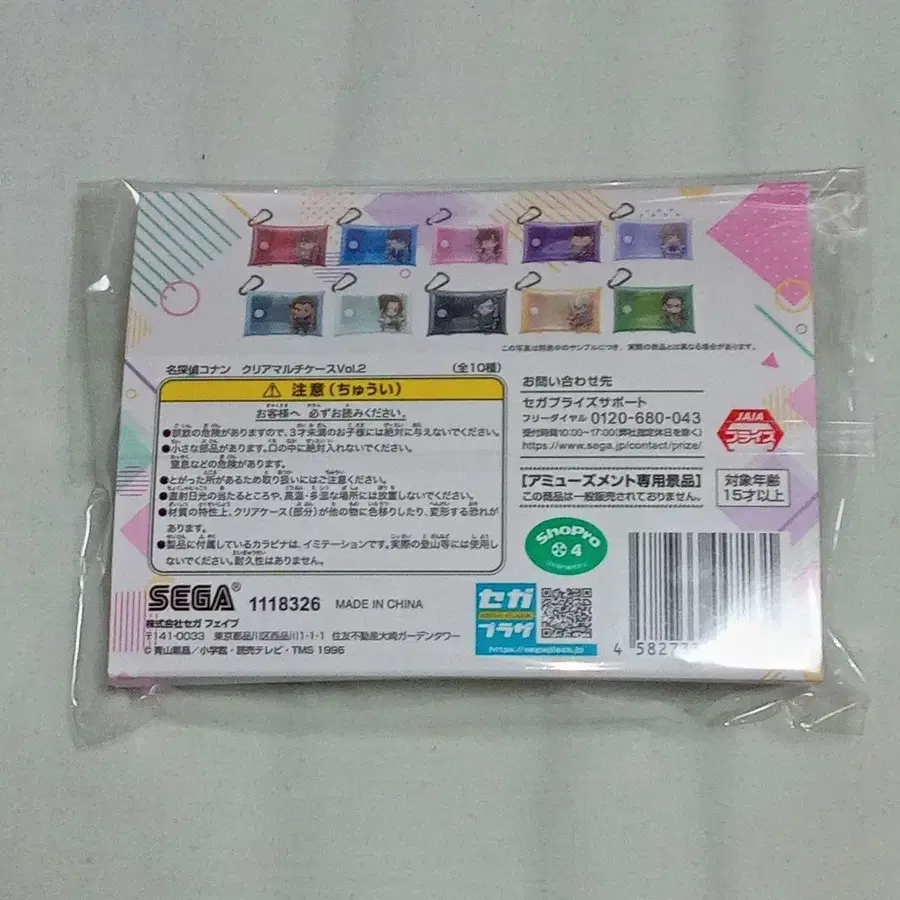 この写真は開発中のサンプルにつき、実際の商品とは異なる場合があります。
名探偵コナン クリアマルチケースVol.2 (全10種)
注意(ちゅうい)
お客様へ 必ずお読みください。
●誤飲の危険がありますので、3才未満のお子様には絶対に与えないでください。
●小さな部品があります。口の中に絶対入れないでください。
窒息などの危険があります。
●とがった所があるため取り扱いにはご注意ください。
●直射日光の当たるところや、高温・多湿な場所には放置しないでください。
●材質の特性上、クリアケース(部分)が他の物に色移りしたり、変形する恐れが
あります。
●製品に付属しているカラビナは、イミテーションです。実際の登山等には使用し
ないでください。耐久性はありません。
お問い合わせ先
セガプライズサポート
フリーダイヤル 0120-680-043
受付時間10:00~17:00(弊社指定休日を除く)
https://www.sega.jp/contact/prize/
JAIA
プライズ
[アミューズメント専用景品]
この商品は一般販売されておりません。
対象年齢
15才以上
ShoPro
4
SEGA® 1118326 MADE IN CHINA
株式会社セガ フェイブ
〒141-0033 東京都品川区西品川1-1-1 住友不動産大崎ガーデンタワー
© 青山剛昌/小学館・読売テレビ・TMS 1996
セガ
プラザ
https://segaplaza.jp
4 58277